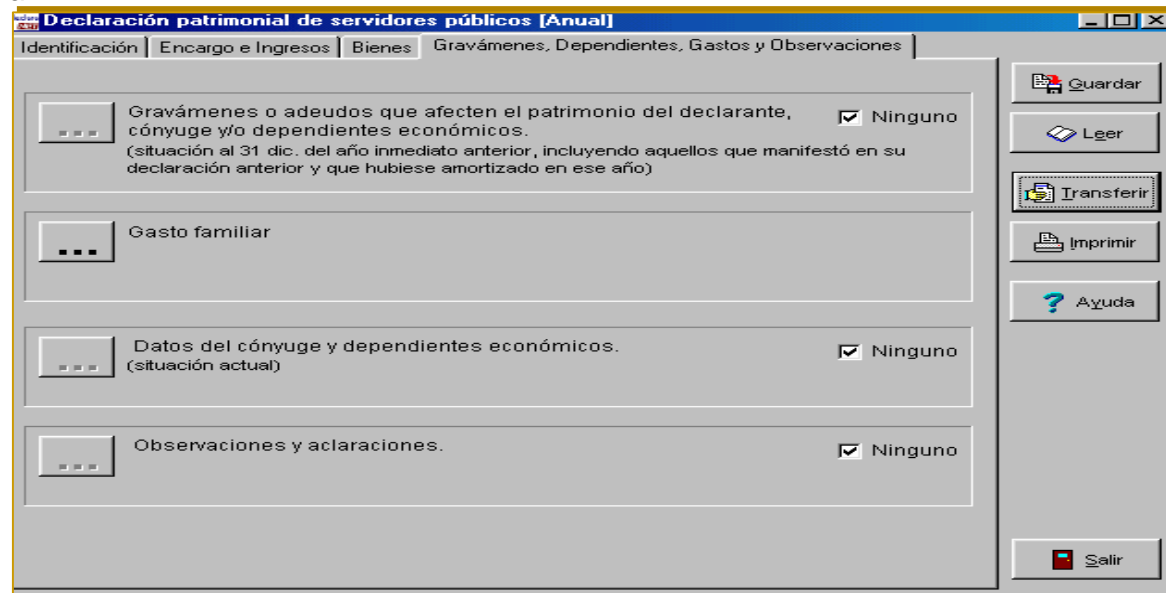 Declaración patrimonial de servidores públicos [Anual]
Identificación Encargo e Ingresos Bienes Gravámenes, Dependientes, Gastos y Observaciones
Gravámenes o adeudos que afecten el patrimonio del declarante,
cónyuge y/o dependientes económicos.
(situación al 31 dic. del año inmediato anterior, incluyendo aquellos que manifestó en su
declaración anterior y que hubiese amortizado en ese año)
Ninguno
...
Gasto familiar
...
Datos del cónyuge y dependientes económicos.
(situación actual)
Ninguno
...
Observaciones y aclaraciones.
Ninguno
...
Guardar
Leer
Transferir
Imprimir
? Ayuda
Salir